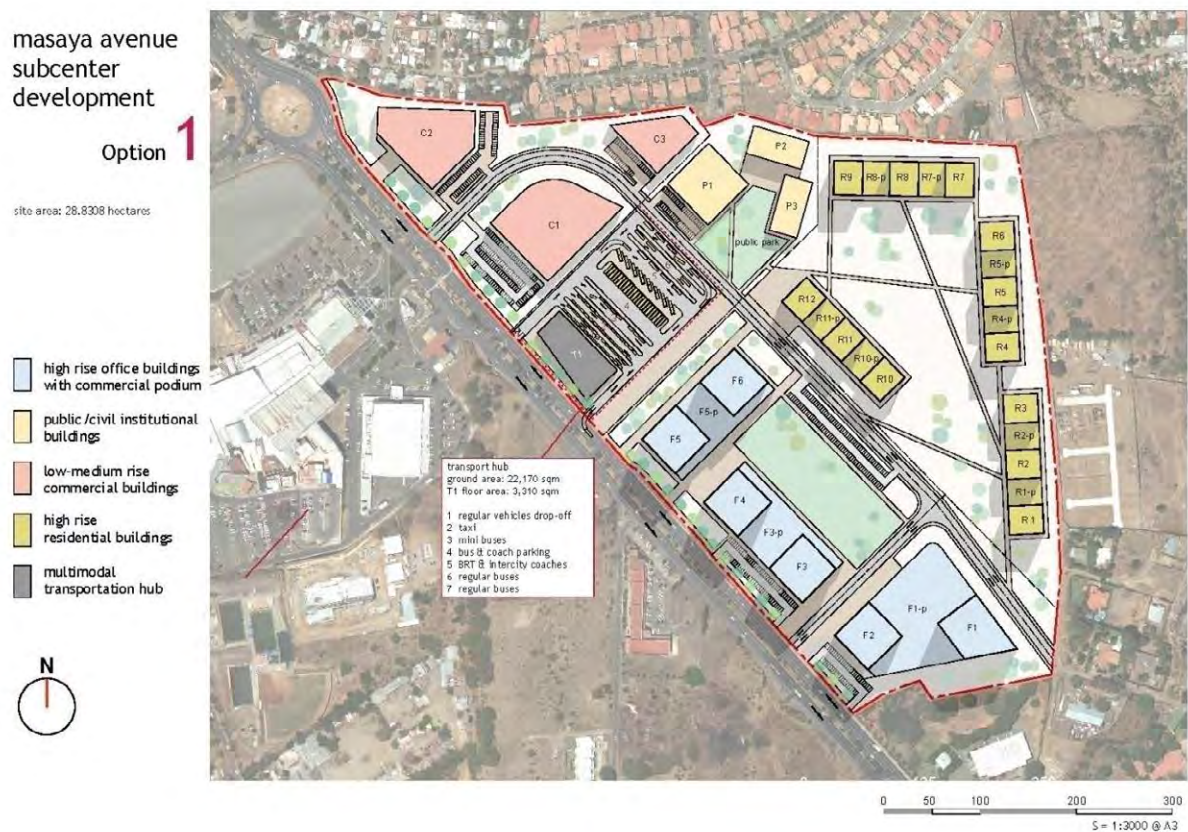 masaya avenue
subcenter
development
Option 1
site area: 28.8308 hectares
high rise office buildings
with commercial podium
public/civil institutional
buildings
low-medium rise
commercial buildings
high rise
residential buildings
multimodal
transportation hub
N
C2
C3
C1
P2
P1
P3
public park
R9
R8-p
R8
R7-p
R7
R6
R5-p
R5
R4-p
R4
R12
R11-p
R11
R10-p
R10
R3
R2-p
R2
R1-p
R1
T1
4
F6
F5-p
F5
F4
F3-p
F3
F1-p
F2
F1
transport hub
ground area: 22,170 sqm
T1 floor area: 3,310 sqm
1 regular vehicles drop-off
2 taxi
3 mini buses
4 bus & coach parking
5 BRT & intercity coaches
6 regular buses
7 regular buses
0 50 100 200 300
S = 1:3000 @ A3